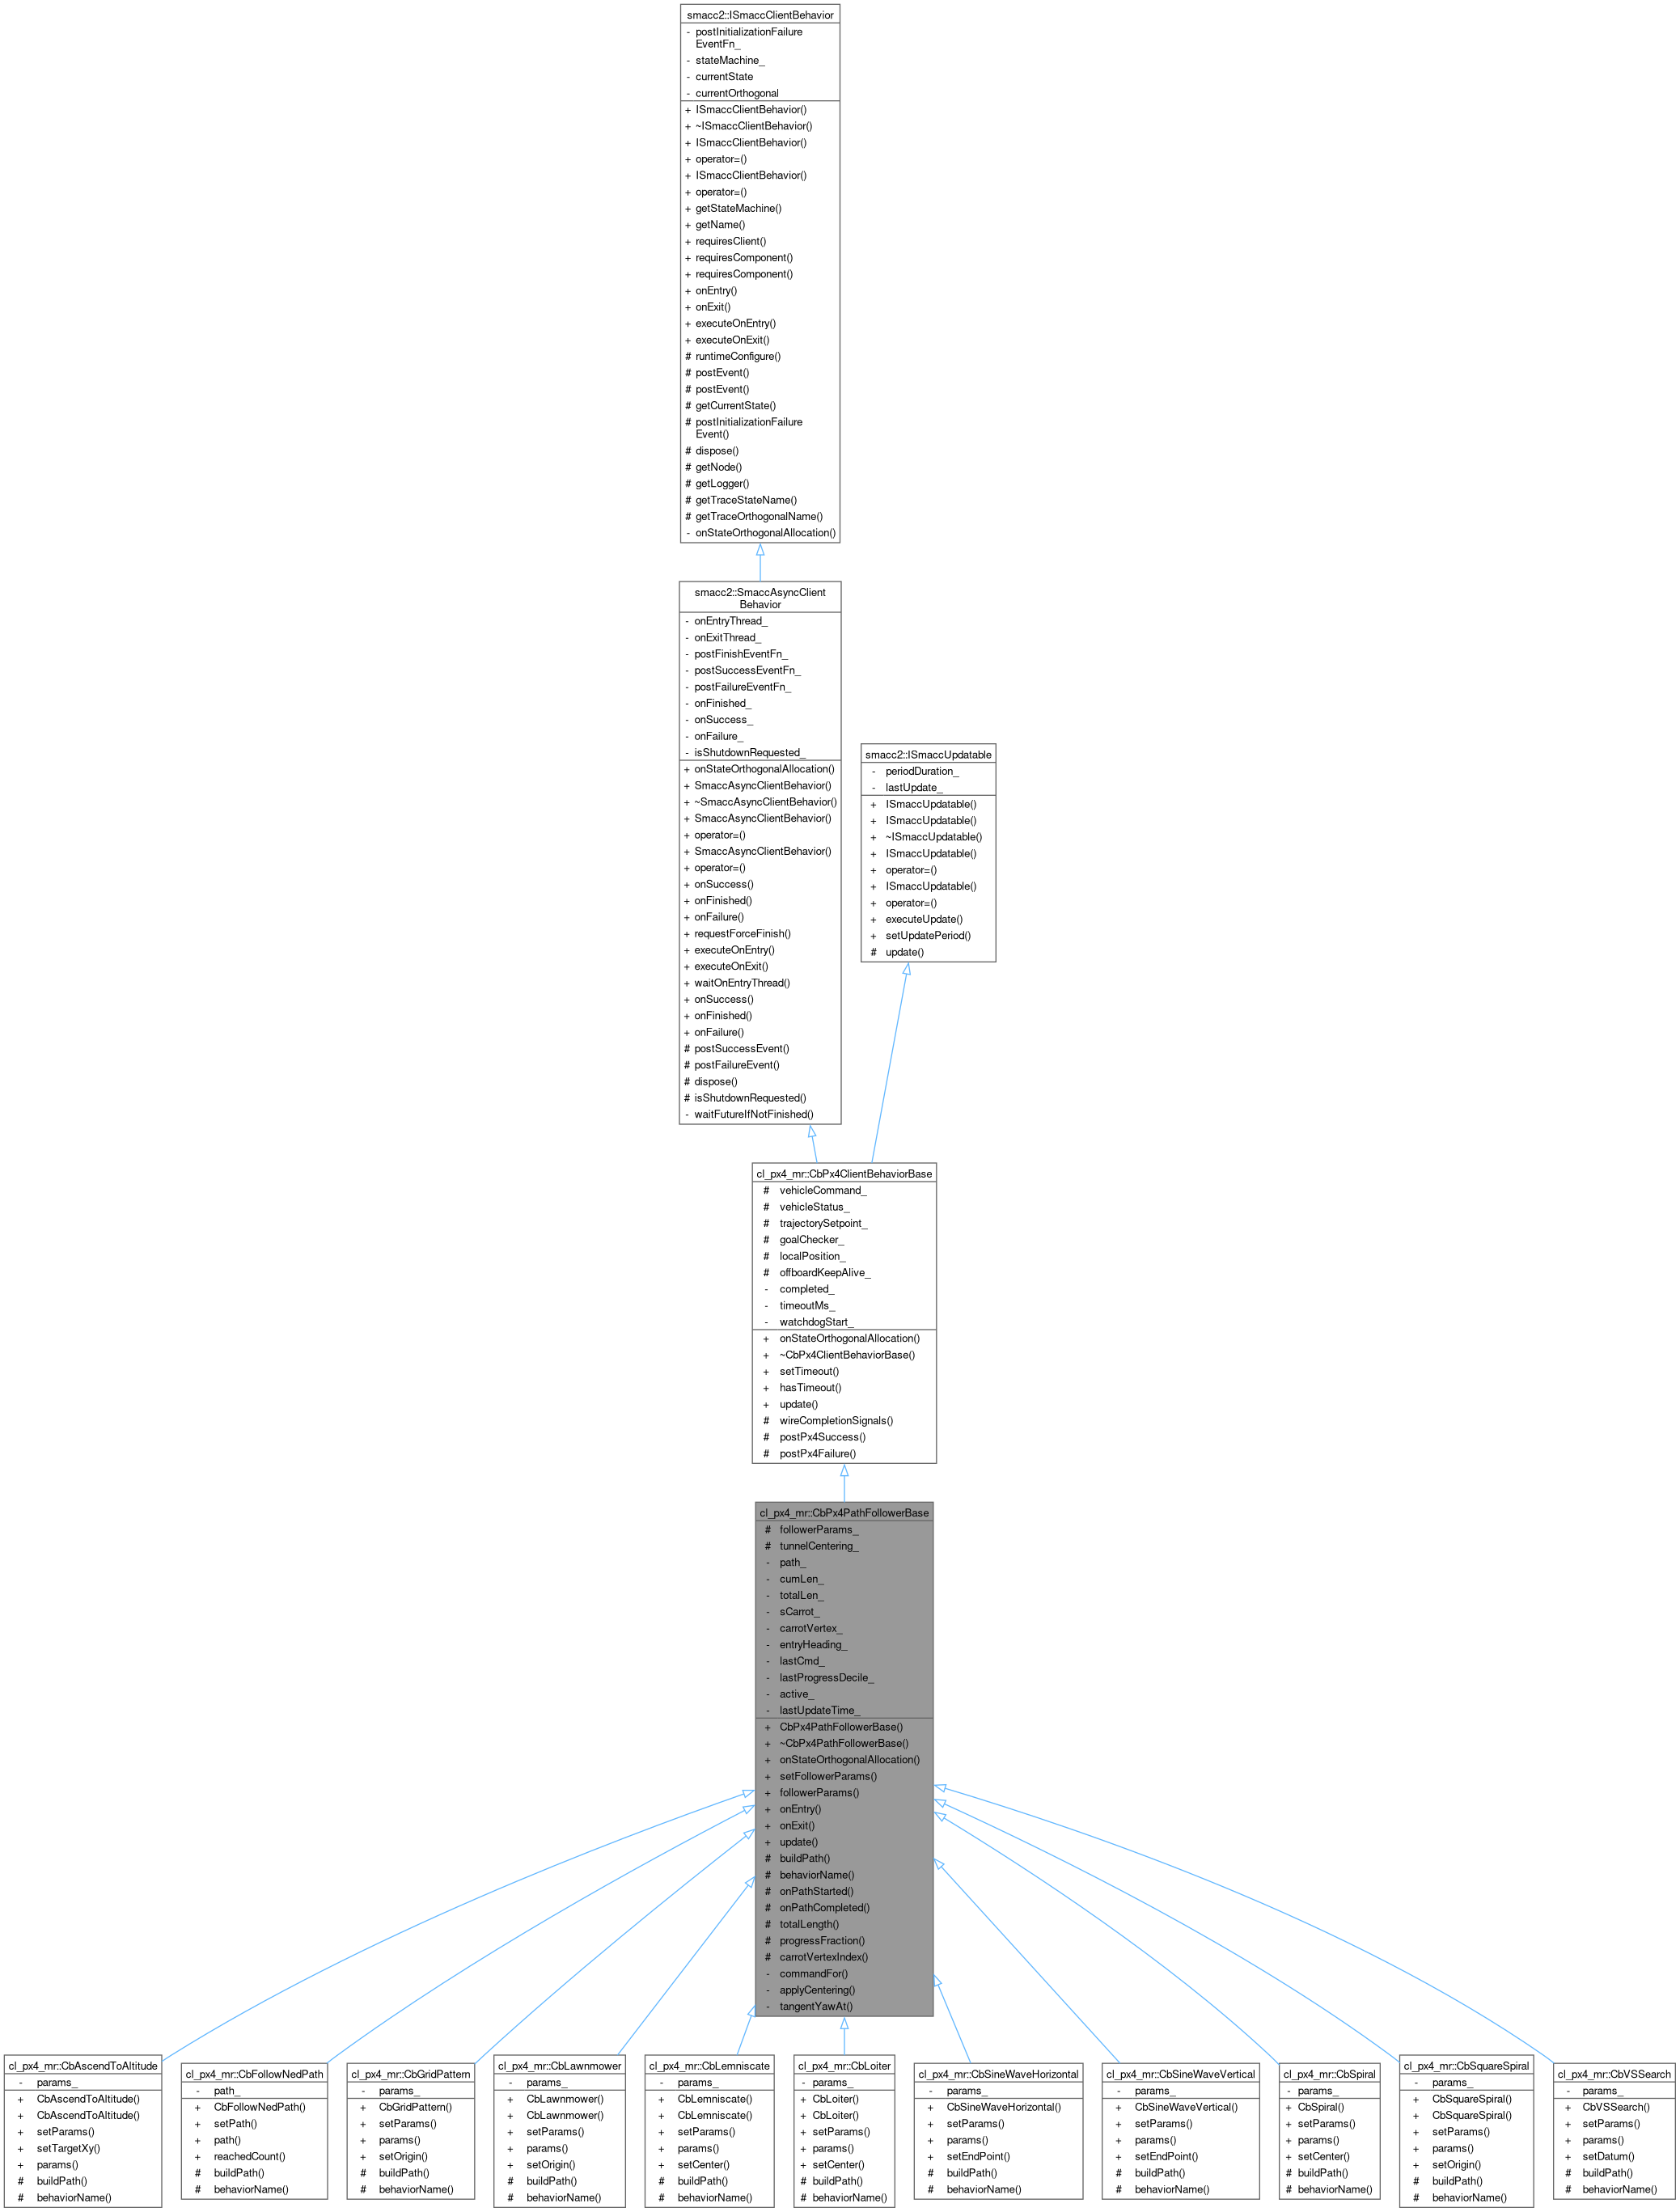 smacc2::ISmaccClientBehavior
- postInitializationFailure
EventFn_
- stateMachine_
- currentState
- currentOrthogonal
+ ISmaccClientBehavior()
+ ~ISmaccClientBehavior()
+ ISmaccClientBehavior()
+ operator=()
+ ISmaccClientBehavior()
+ operator=()
+ getStateMachine()
+ getName()
+ requiresClient()
+ requiresComponent()
+ requiresComponent()
+ onEntry()
+ onExit()
+ executeOnEntry()
+ executeOnExit()
# runtimeConfigure()
# postEvent()
# postEvent()
# getCurrentState()
# postInitializationFailure
Event()
# dispose()
# getNode()
# getLogger()
# getTraceStateName()
# getTraceOrthogonalName()
- onStateOrthogonalAllocation()
smacc2::SmaccAsyncClient
Behavior
- onEntryThread_
- onExitThread_
- postFinishEventFn_
- postSuccessEventFn_
- postFailureEventFn_
- onFinished_
- onSuccess_
- onFailure_
- isShutdownRequested_
+ onStateOrthogonalAllocation()
+ SmaccAsyncClientBehavior()
+ ~SmaccAsyncClientBehavior()
+ SmaccAsyncClientBehavior()
+ operator=()
+ SmaccAsyncClientBehavior()
+ operator=()
+ onSuccess()
+ onFinished()
+ onFailure()
+ requestForceFinish()
+ executeOnEntry()
+ executeOnExit()
+ waitOnEntryThread()
+ onSuccess()
+ onFinished()
+ onFailure()
# postSuccessEvent()
# postFailureEvent()
# dispose()
# isShutdownRequested()
- waitFutureIfNotFinished()
smacc2::ISmaccUpdatable
- periodDuration_
- lastUpdate_
+ ISmaccUpdatable()
+ ISmaccUpdatable()
+ ~ISmaccUpdatable()
+ ISmaccUpdatable()
+ operator=()
+ ISmaccUpdatable()
+ operator=()
+ executeUpdate()
+ setUpdatePeriod()
# update()
cl_px4_mr::CbPx4ClientBehaviorBase
# vehicleCommand_
# vehicleStatus_
# trajectorySetpoint_
# goalChecker_
# localPosition_
# offboardKeepAlive_
- completed_
- timeoutMs_
- watchdogStart_
+ onStateOrthogonalAllocation()
+ ~CbPx4ClientBehaviorBase()
+ setTimeout()
+ hasTimeout()
+ update()
# wireCompletionSignals()
# postPx4Success()
# postPx4Failure()
cl_px4_mr::CbPx4PathFollowerBase
# followerParams_
# tunnelCentering_
- path_
- cumLen_
- totalLen_
- sCarrot_
- carrotVertex_
- entryHeading_
- lastCmd_
- lastProgressDecile_
- active_
- lastUpdateTime_
+ CbPx4PathFollowerBase()
+ ~CbPx4PathFollowerBase()
+ onStateOrthogonalAllocation()
+ setFollowerParams()
+ followerParams()
+ onEntry()
+ onExit()
+ update()
# buildPath()
# behaviorName()
# onPathStarted()
# onPathCompleted()
# totalLength()
# progressFraction()
# carrotVertexIndex()
- commandFor()
- applyCentering()
- tangentYawAt()
cl_px4_mr::CbAscendToAltitude
- params_
+ CbAscendToAltitude()
+ CbAscendToAltitude()
+ setParams()
+ setTargetXy()
+ params()
# buildPath()
# behaviorName()
cl_px4_mr::CbFollowNedPath
- path_
+ CbFollowNedPath()
+ setPath()
+ path()
+ reachedCount()
# buildPath()
# behaviorName()
cl_px4_mr::CbGridPattern
- params_
+ CbGridPattern()
+ setParams()
+ params()
+ setOrigin()
# buildPath()
# behaviorName()
cl_px4_mr::CbLawnmower
- params_
+ CbLawnmower()
+ CbLawnmower()
+ setParams()
+ params()
+ setOrigin()
# buildPath()
# behaviorName()
cl_px4_mr::CbLemniscate
- params_
+ CbLemniscate()
+ CbLemniscate()
+ setParams()
+ params()
+ setCenter()
# buildPath()
# behaviorName()
cl_px4_mr::CbLoiter
- params_
+ CbLoiter()
+ CbLoiter()
+ setParams()
+ params()
+ setCenter()
# buildPath()
# behaviorName()
cl_px4_mr::CbSineWaveHorizontal
- params_
+ CbSineWaveHorizontal()
+ setParams()
+ params()
+ setEndPoint()
# buildPath()
# behaviorName()
cl_px4_mr::CbSineWaveVertical
- params_
+ CbSineWaveVertical()
+ setParams()
+ params()
+ setEndPoint()
# buildPath()
# behaviorName()
cl_px4_mr::CbSpiral
- params_
+ CbSpiral()
+ setParams()
+ params()
+ setCenter()
# buildPath()
# behaviorName()
cl_px4_mr::CbSquareSpiral
- params_
+ CbSquareSpiral()
+ CbSquareSpiral()
+ setParams()
+ params()
+ setOrigin()
# buildPath()
# behaviorName()
cl_px4_mr::CbVSSearch
- params_
+ CbVSSearch()
+ setParams()
+ params()
+ setDatum()
# buildPath()
# behaviorName()